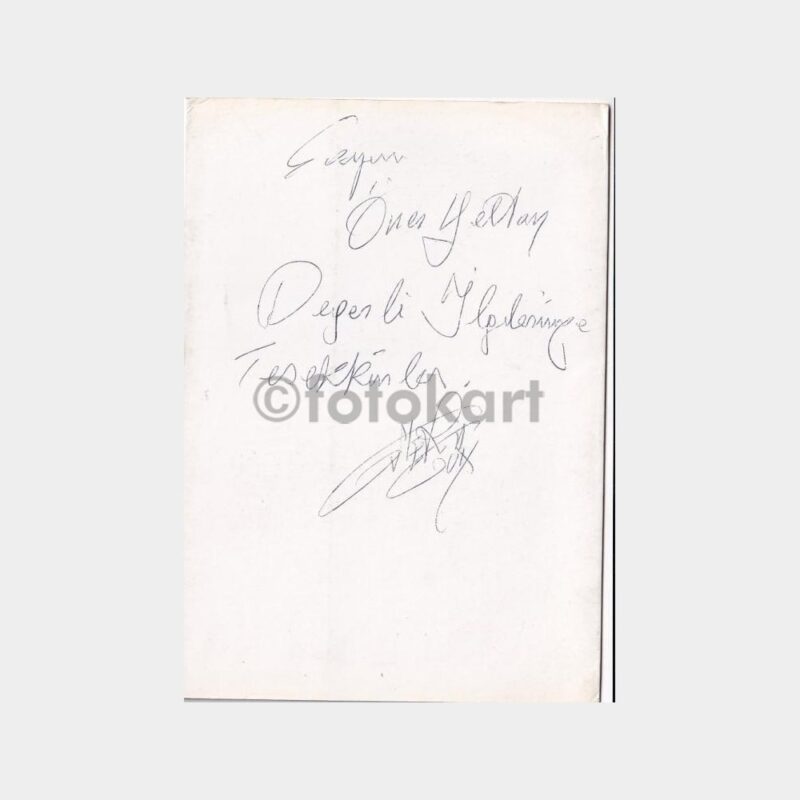 Sayın
Öner Yeltan
Değerli İlgilerinize
Teşekkürler
©fotokart